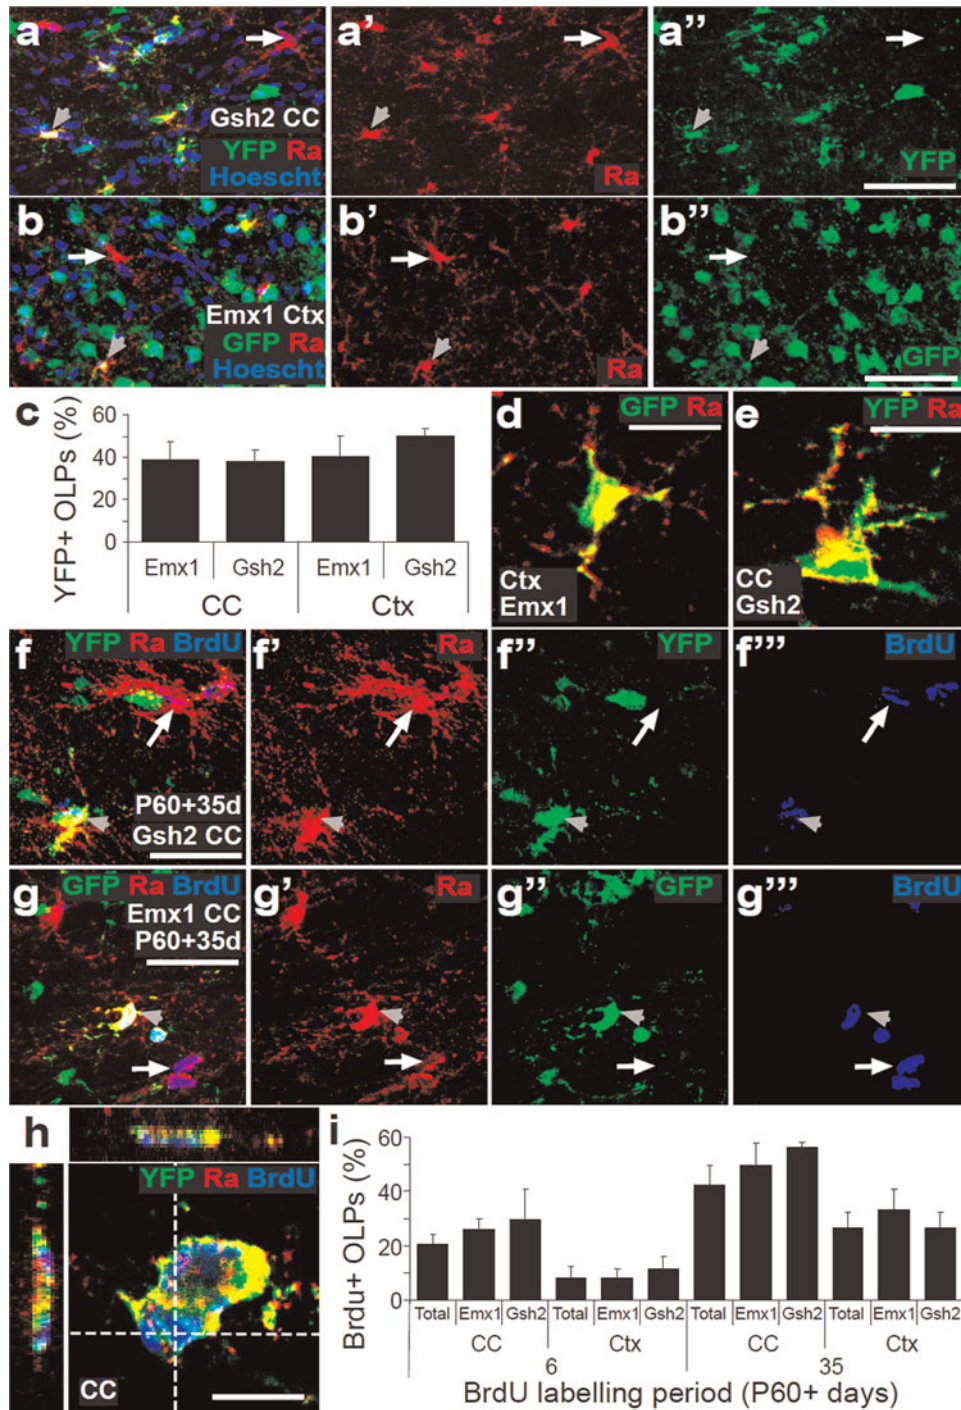 a
Gsh2 CC
YFP Ra
Hoescht
a'
Ra
a''
YFP
b
Emx1 Ctx
GFP Ra
Hoescht
b'
Ra
b''
GFP
c
YFP+ OLPs (%)
60
40
20
0
Emx1 Gsh2 Emx1 Gsh2
CC Ctx
d
GFP Ra
Ctx
Emx1
e
YFP Ra
CC
Gsh2
f
YFP Ra BrdU
P60+35d
Gsh2 CC
f'
Ra
f''
YFP
f'''
BrdU
g
GFP Ra BrdU
Emx1 CC
P60+35d
g'
Ra
g''
GFP
g'''
BrdU
h
YFP Ra BrdU
CC
i
Brdu+ OLPs (%)
60
40
20
0
Total Emx1 Gsh2 Total Emx1 Gsh2 Total Emx1 Gsh2 Total Emx1 Gsh2
CC Ctx CC Ctx
6 35
BrdU labelling period (P60+ days)